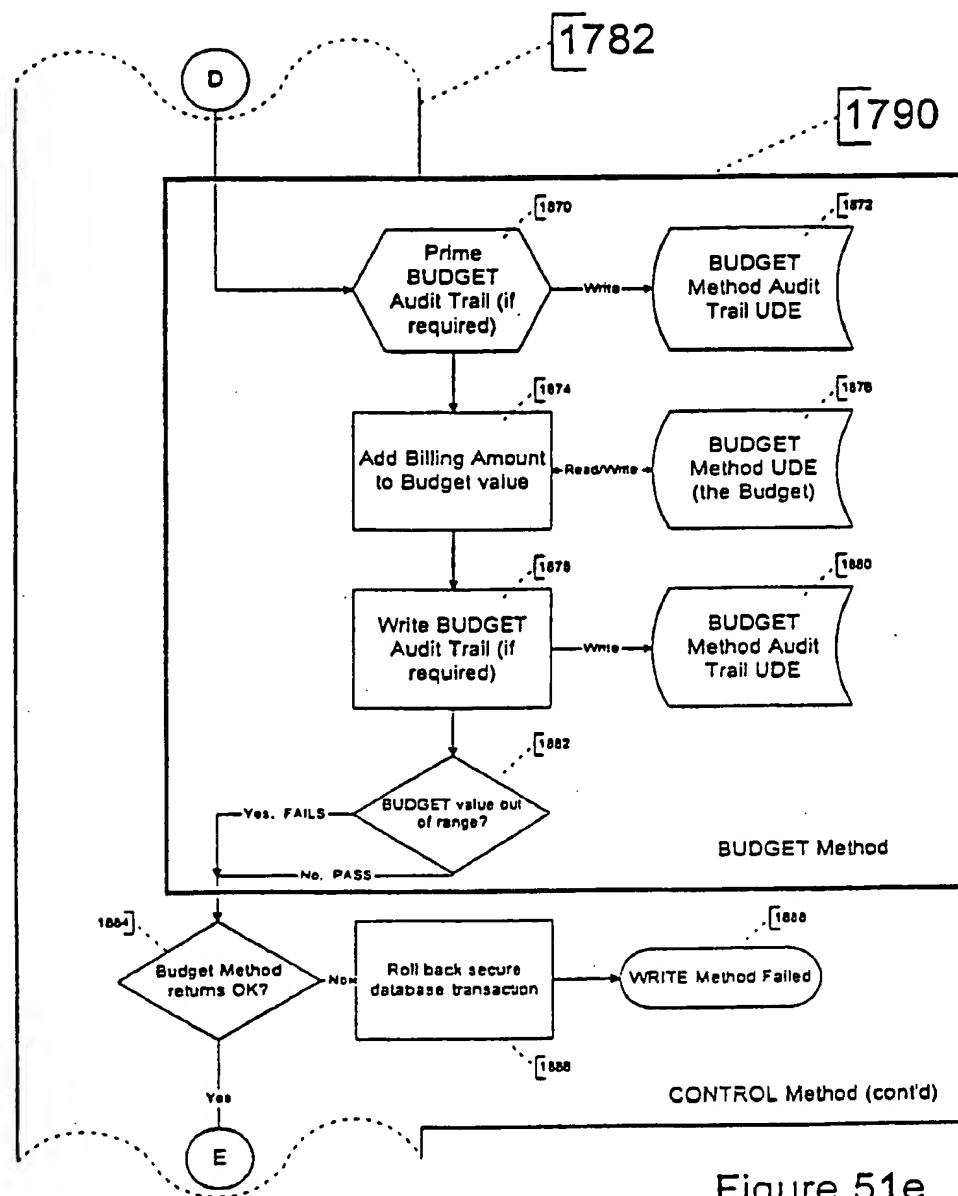 1782
D
1790
1870
1872
Prime
BUDGET
Audit Trail (if
required)
Write
BUDGET
Method Audit
Trail UDE
1874
1876
Add Billing Amount
to Budget value
Read/Write
BUDGET
Method UDE
(the Budget)
1878
1880
Write BUDGET
Audit Trail (if
required)
Write
BUDGET
Method Audit
Trail UDE
1882
BUDGET value out
of range?
Yes, FAILS
No, PASS
BUDGET Method
1884
1888
Budget Method
returns OK?
No
Roll back secure
database transaction
WRITE Method Failed
1886
Yes
CONTROL Method (cont'd)
E
Figure 51e